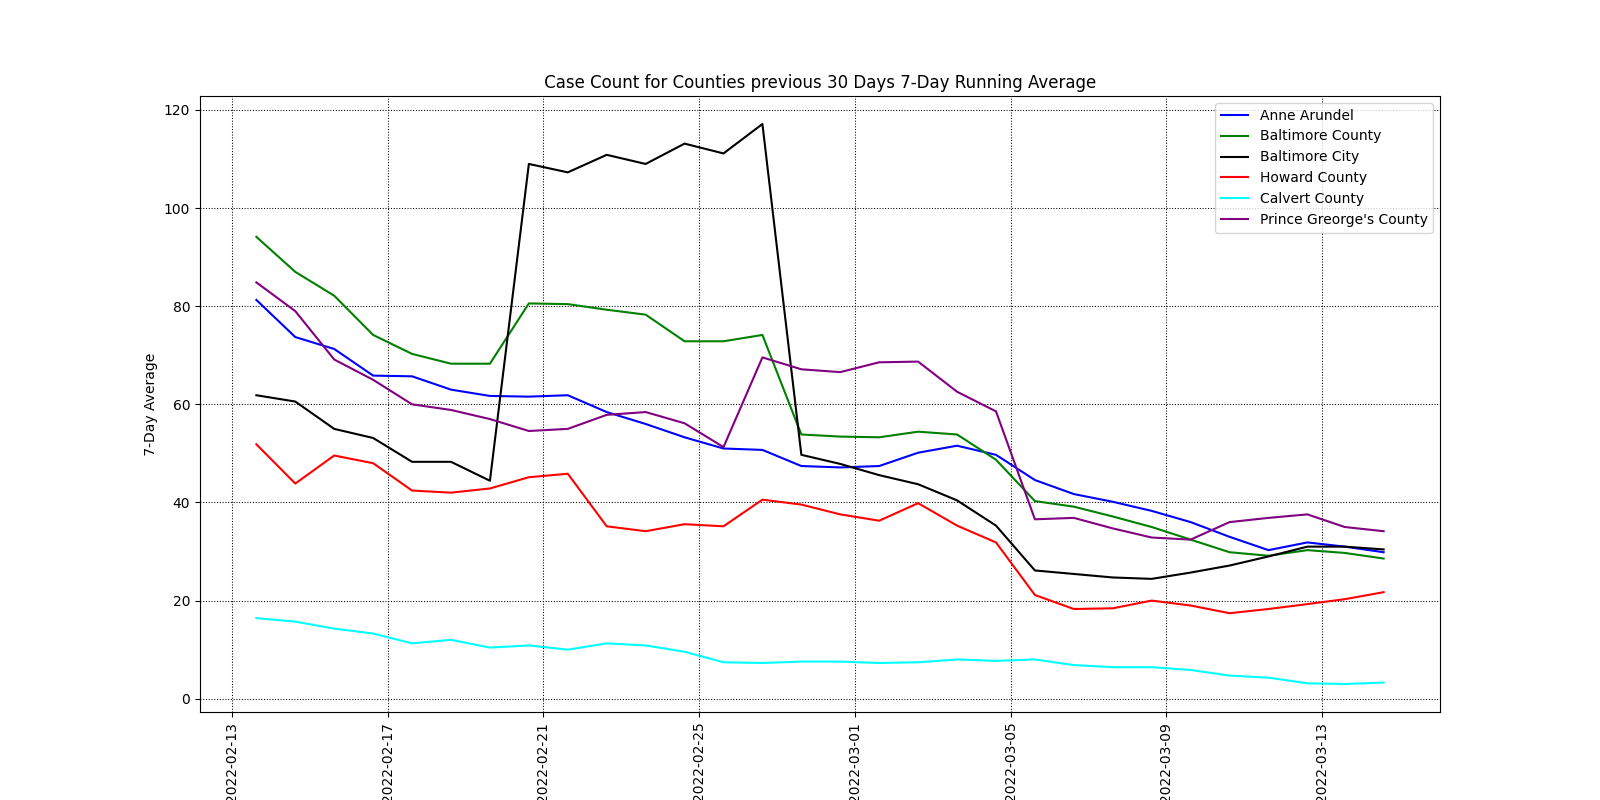 Case Count for Counties previous 30 Days 7-Day Running Average
120
100
80
60
40
20
0
7-Day Average
Anne Arundel
Baltimore County
Baltimore City
Howard County
Calvert County
Prince Greorge's County
2022-02-13
2022-02-17
2022-02-21
2022-02-25
2022-03-01
2022-03-05
2022-03-09
2022-03-13